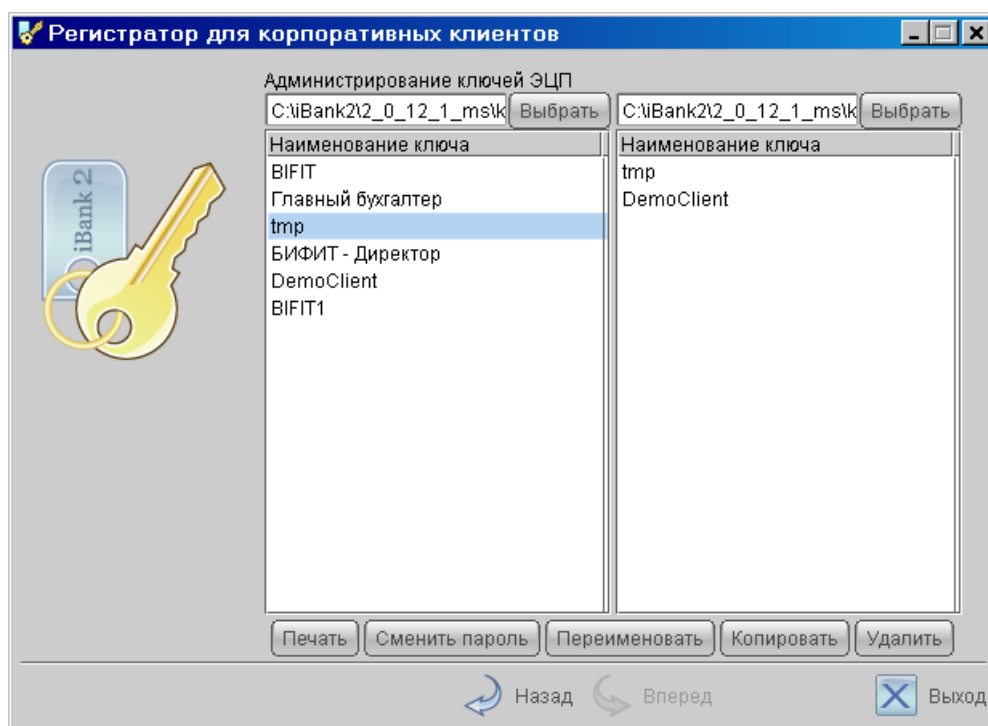 Регистратор для корпоративных клиентов
Администрирование ключей ЭЦП
C:\iBank2\2_0_12_1_ms\k Выбрать C:\iBank2\2_0_12_1_ms\k Выбрать
Наименование ключа Наименование ключа
BIFIT tmp
Главный бухгалтер DemoClient
tmp
БИФИТ - Директор
DemoClient
BIFIT1
iBank 2
Печать Сменить пароль Переименовать Копировать Удалить
Назад Вперед Выход